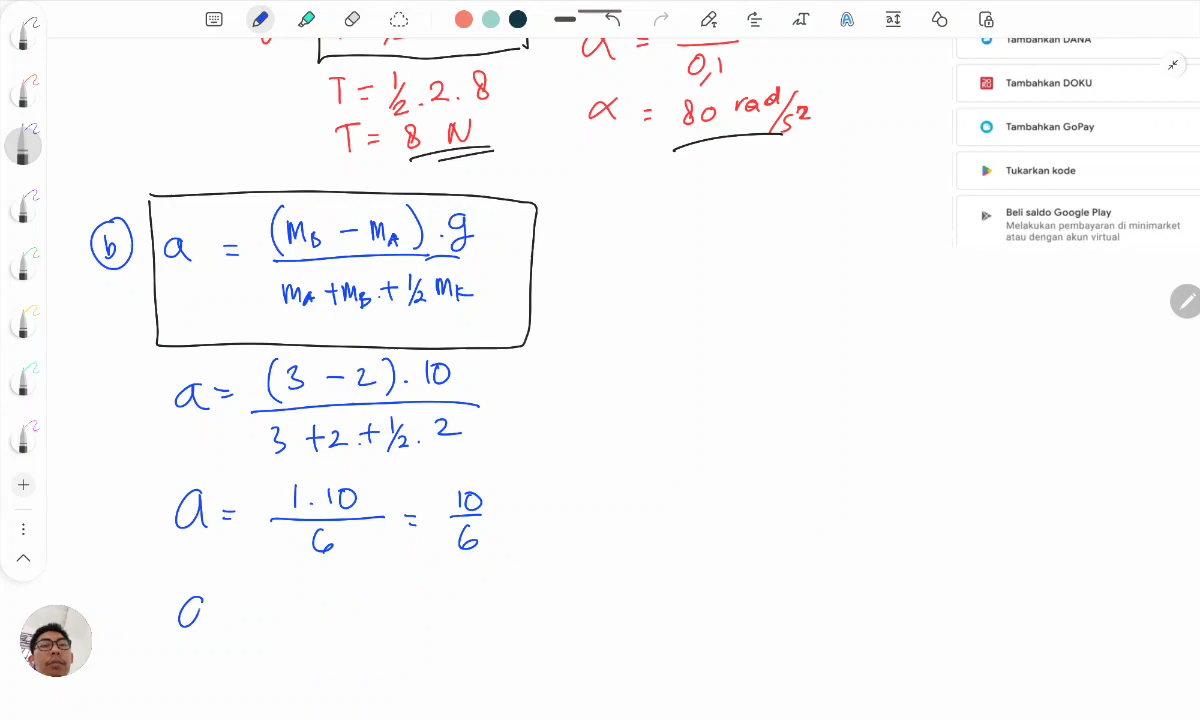 α =
0,1
T = ½ . 2 . 8
T = 8 N
α = 80 rad/s²
b
a = (mB − mA) . g
mA + mB + ½ mK
a = (3 − 2) . 10
3 + 2 + ½ . 2
a = 1 . 10 = 10
6 6
a
Tambahkan DANA
Tambahkan DOKU
Tambahkan GoPay
Tukarkan kode
Beli saldo Google Play
Melakukan pembayaran di minimarket
atau dengan akun virtual